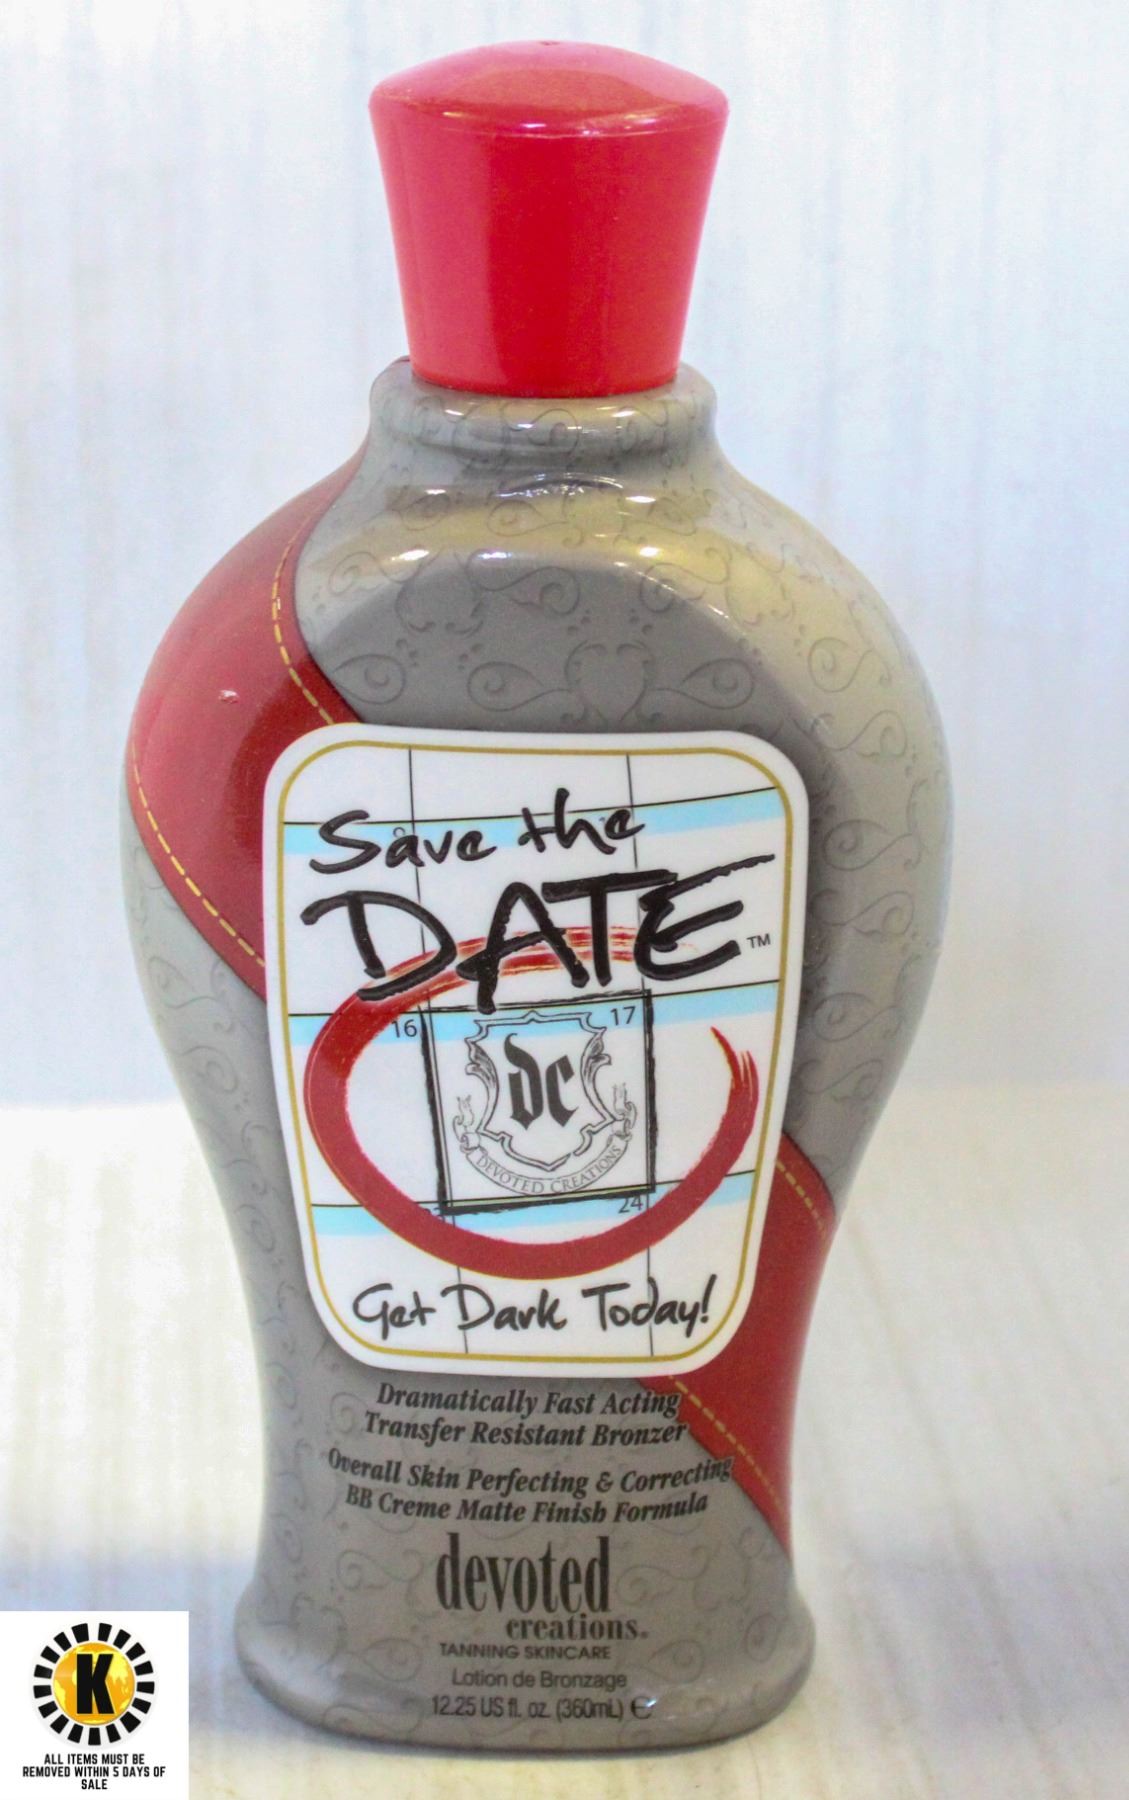 Save the
DATE™
16
17
dc
DEVOTED CREATIONS
24
Get Dark Today!
Dramatically Fast Acting
Transfer Resistant Bronzer
Overall Skin Perfecting & Correcting
BB Creme Matte Finish Formula
devoted
creations.
TANNING SKINCARE
Lotion de Bronzage
12.25 US fl. oz. (360mL) ℮
K
ALL ITEMS MUST BE
REMOVED WITHIN 5 DAYS OF
SALE